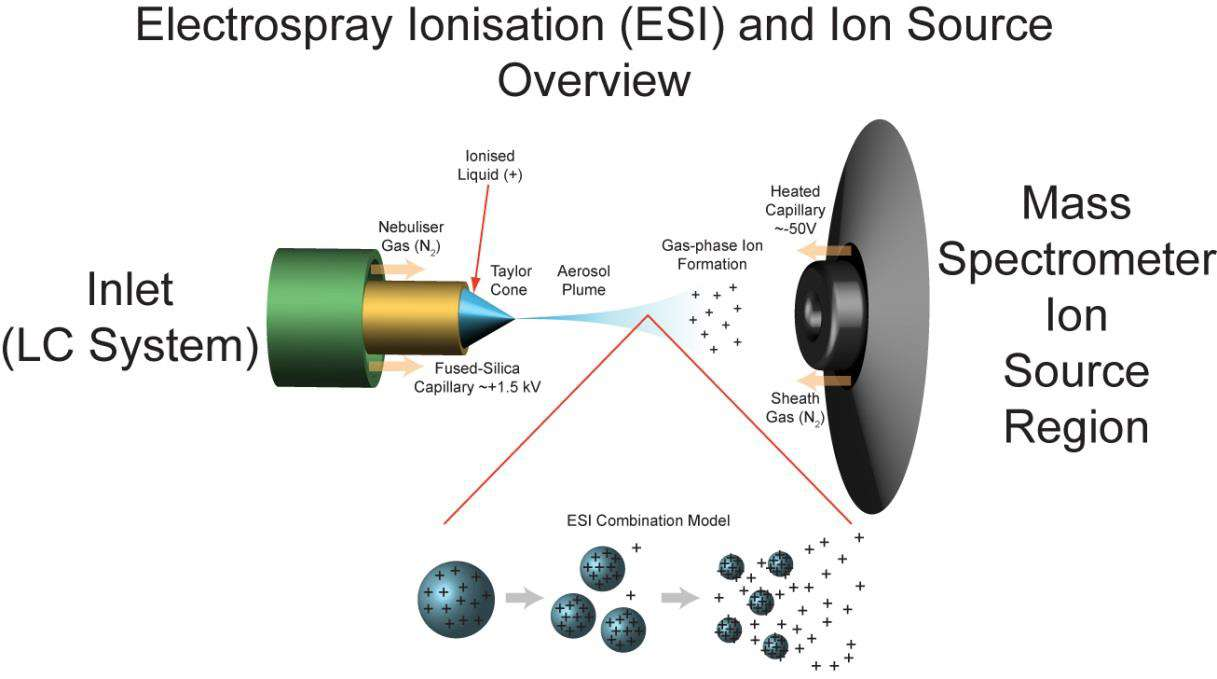 Electrospray Ionisation (ESI) and Ion Source
Overview
Ionised
Liquid (+)
Nebuliser
Gas (N2)
Taylor
Cone
Aerosol
Plume
Gas-phase Ion
Formation
Heated
Capillary
~-50V
Inlet
(LC System)
Fused-Silica
Capillary ~+1.5 kV
Sheath
Gas (N2)
Mass
Spectrometer
Ion
Source
Region
ESI Combination Model